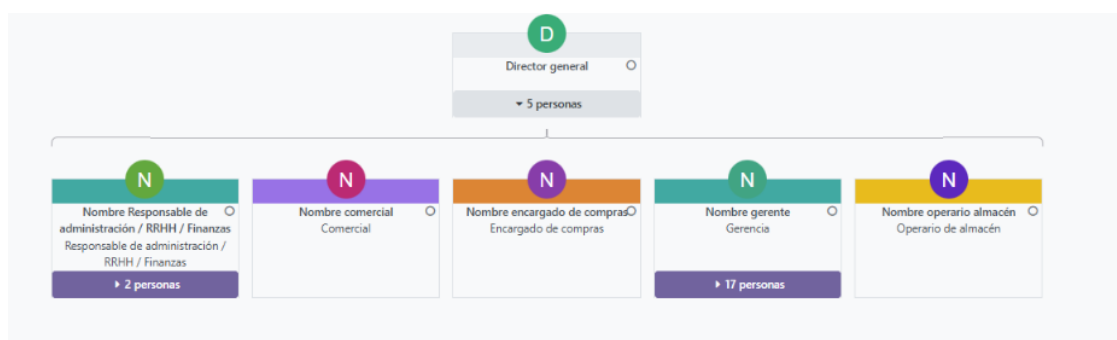 D
Director general
5 personas
N
Nombre Responsable de
administración / RRHH / Finanzas
Responsable de administración /
RRHH / Finanzas
2 personas
N
Nombre comercial
Comercial
N
Nombre encargado de compras
Encargado de compras
N
Nombre gerente
Gerencia
17 personas
N
Nombre operario almacén
Operario de almacén